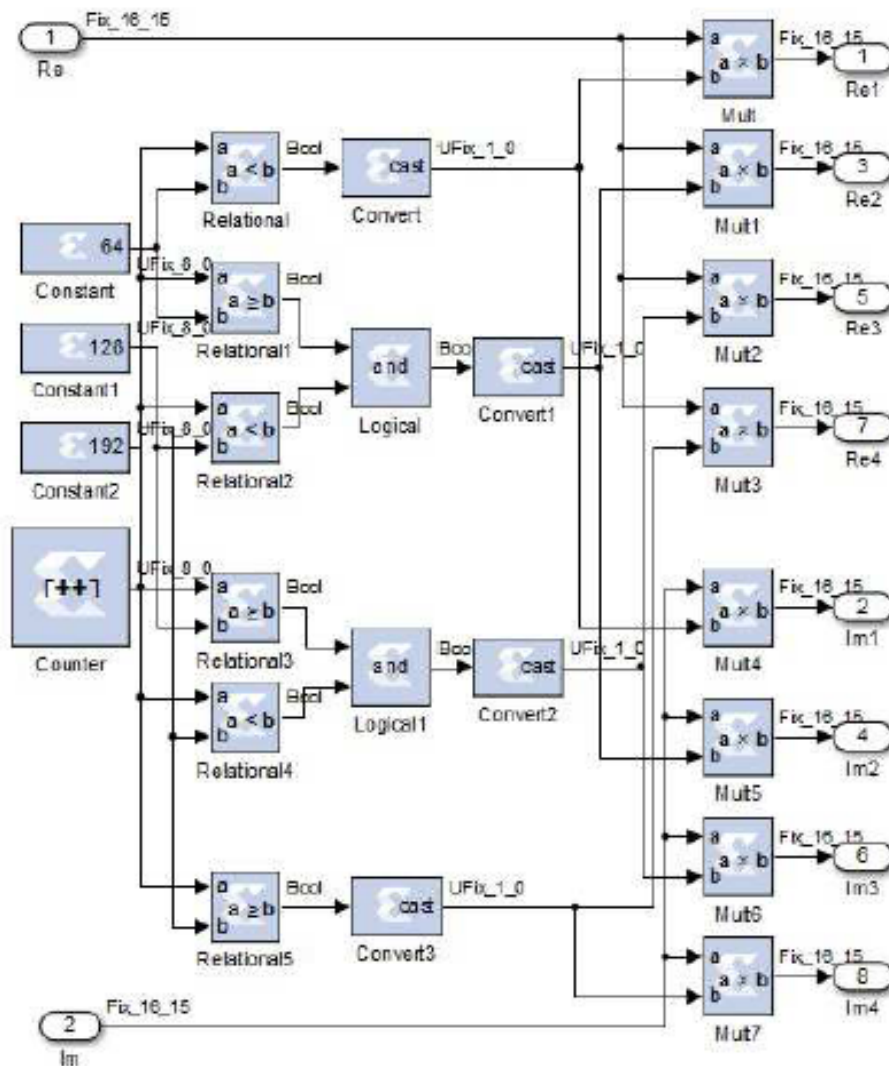 Fix_16_15
1
Re
a
b
a × b
Mult
Fix_16_15
1
Re1
a
b
a < b
Relational
Bool
cast
Convert
UFix_1_0
a
b
a × b
Mult1
Fix_16_15
3
Re2
64
Constant
UFix_8_0
a
b
a ≥ b
Relational1
Bool
a
b
a × b
Mult2
Fix_16_15
5
Re3
128
Constant1
UFix_8_0
and
Logical
Boo
cast
Convert1
UFix_1_0
192
Constant2
UFix_8_0
a
b
a < b
Relational2
Bool
a
b
a × b
Mult3
Fix_16_15
7
Re4
++
Counter
UFix_8_0
a
b
a ≥ b
Relational3
Bool
a
b
a × b
Mult4
Fix_16_15
2
Im1
and
Logical1
Boo
cast
Convert2
UFix_1_0
a
b
a < b
Relational4
Bool
a
b
a × b
Mult5
Fix_16_15
4
Im2
a
b
a × b
Mult6
Fix_16_15
6
Im3
a
b
a ≥ b
Relational5
Bool
cast
Convert3
UFix_1_0
a
b
a × b
Mult7
Fix_16_15
8
Im4
Fix_16_15
2
Im